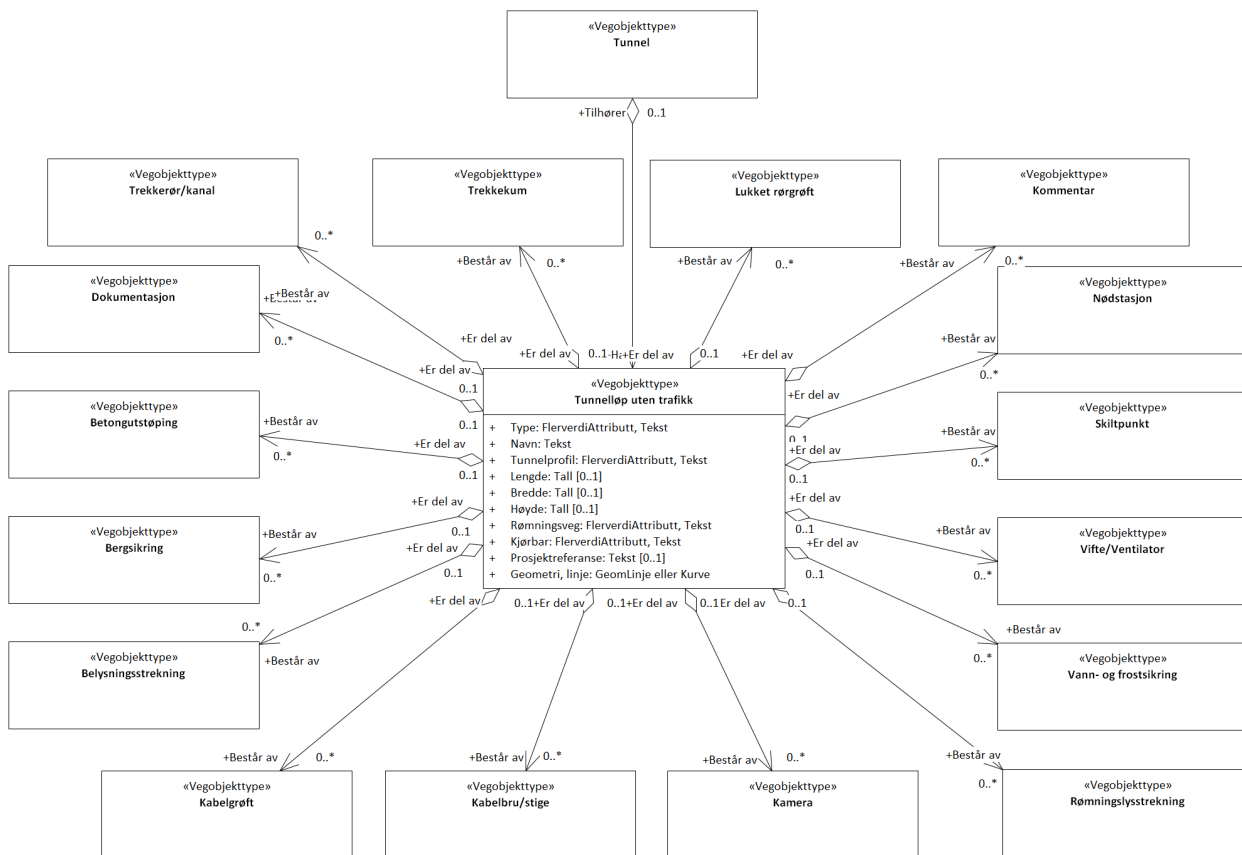 «Vegobjekttype»
Tunnel
+Tilhører
0..1
«Vegobjekttype»
Trekkerør/kanal
«Vegobjekttype»
Trekkekum
«Vegobjekttype»
Lukket rørgrøft
«Vegobjekttype»
Kommentar
0..*
+Består av
0..*
+Består av
0..*
+Består av
0..*
«Vegobjekttype»
Dokumentasjon
+Består av
0..*
«Vegobjekttype»
Nødstasjon
+Består av
0..*
+Er del av
+Er del av
0..1
+Er del av
0..1
+Er del av
+Er del av
0..1
+Er del av
0..1
+Er del av
0..1
«Vegobjekttype»
Tunnelløp uten trafikk
+ Type: FlerverdiAttributt, Tekst
+ Navn: Tekst
+ Tunnelprofil: FlerverdiAttributt, Tekst
+ Lengde: Tall [0..1]
+ Bredde: Tall [0..1]
+ Høyde: Tall [0..1]
+ Rømningsveg: FlerverdiAttributt, Tekst
+ Kjørbar: FlerverdiAttributt, Tekst
+ Prosjektreferanse: Tekst [0..1]
+ Geometri, linje: GeomLinje eller Kurve
«Vegobjekttype»
Betongutstøping
+Består av
0..*
+Er del av
0..1
«Vegobjekttype»
Skiltpunkt
+Består av
0..*
+Er del av
0..1
«Vegobjekttype»
Bergsikring
+Består av
0..*
+Er del av
0..1
«Vegobjekttype»
Vifte/Ventilator
+Består av
0..*
+Er del av
0..1
«Vegobjekttype»
Belysningsstrekning
0..*
+Består av
+Er del av
0..1
«Vegobjekttype»
Vann- og frostsikring
+Består av
0..*
0..1
+Er del av
0..1
+Er del av
0..1
+Er del av
0..1
Er del av
0..1
+Består av
0..*
+Består av
0..*
+Består av
0..*
+Består av
0..*
«Vegobjekttype»
Kabelgrøft
«Vegobjekttype»
Kabelbru/stige
«Vegobjekttype»
Kamera
«Vegobjekttype»
Rømningslysstrekning